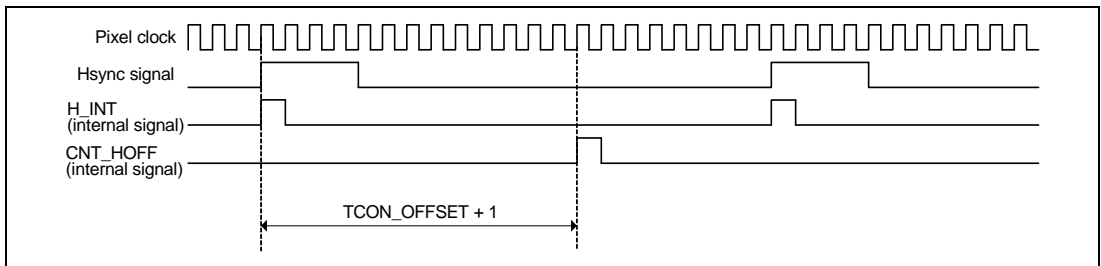 Pixel clock
Hsync signal
H_INT
(internal signal)
CNT_HOFF
(internal signal)
TCON_OFFSET + 1